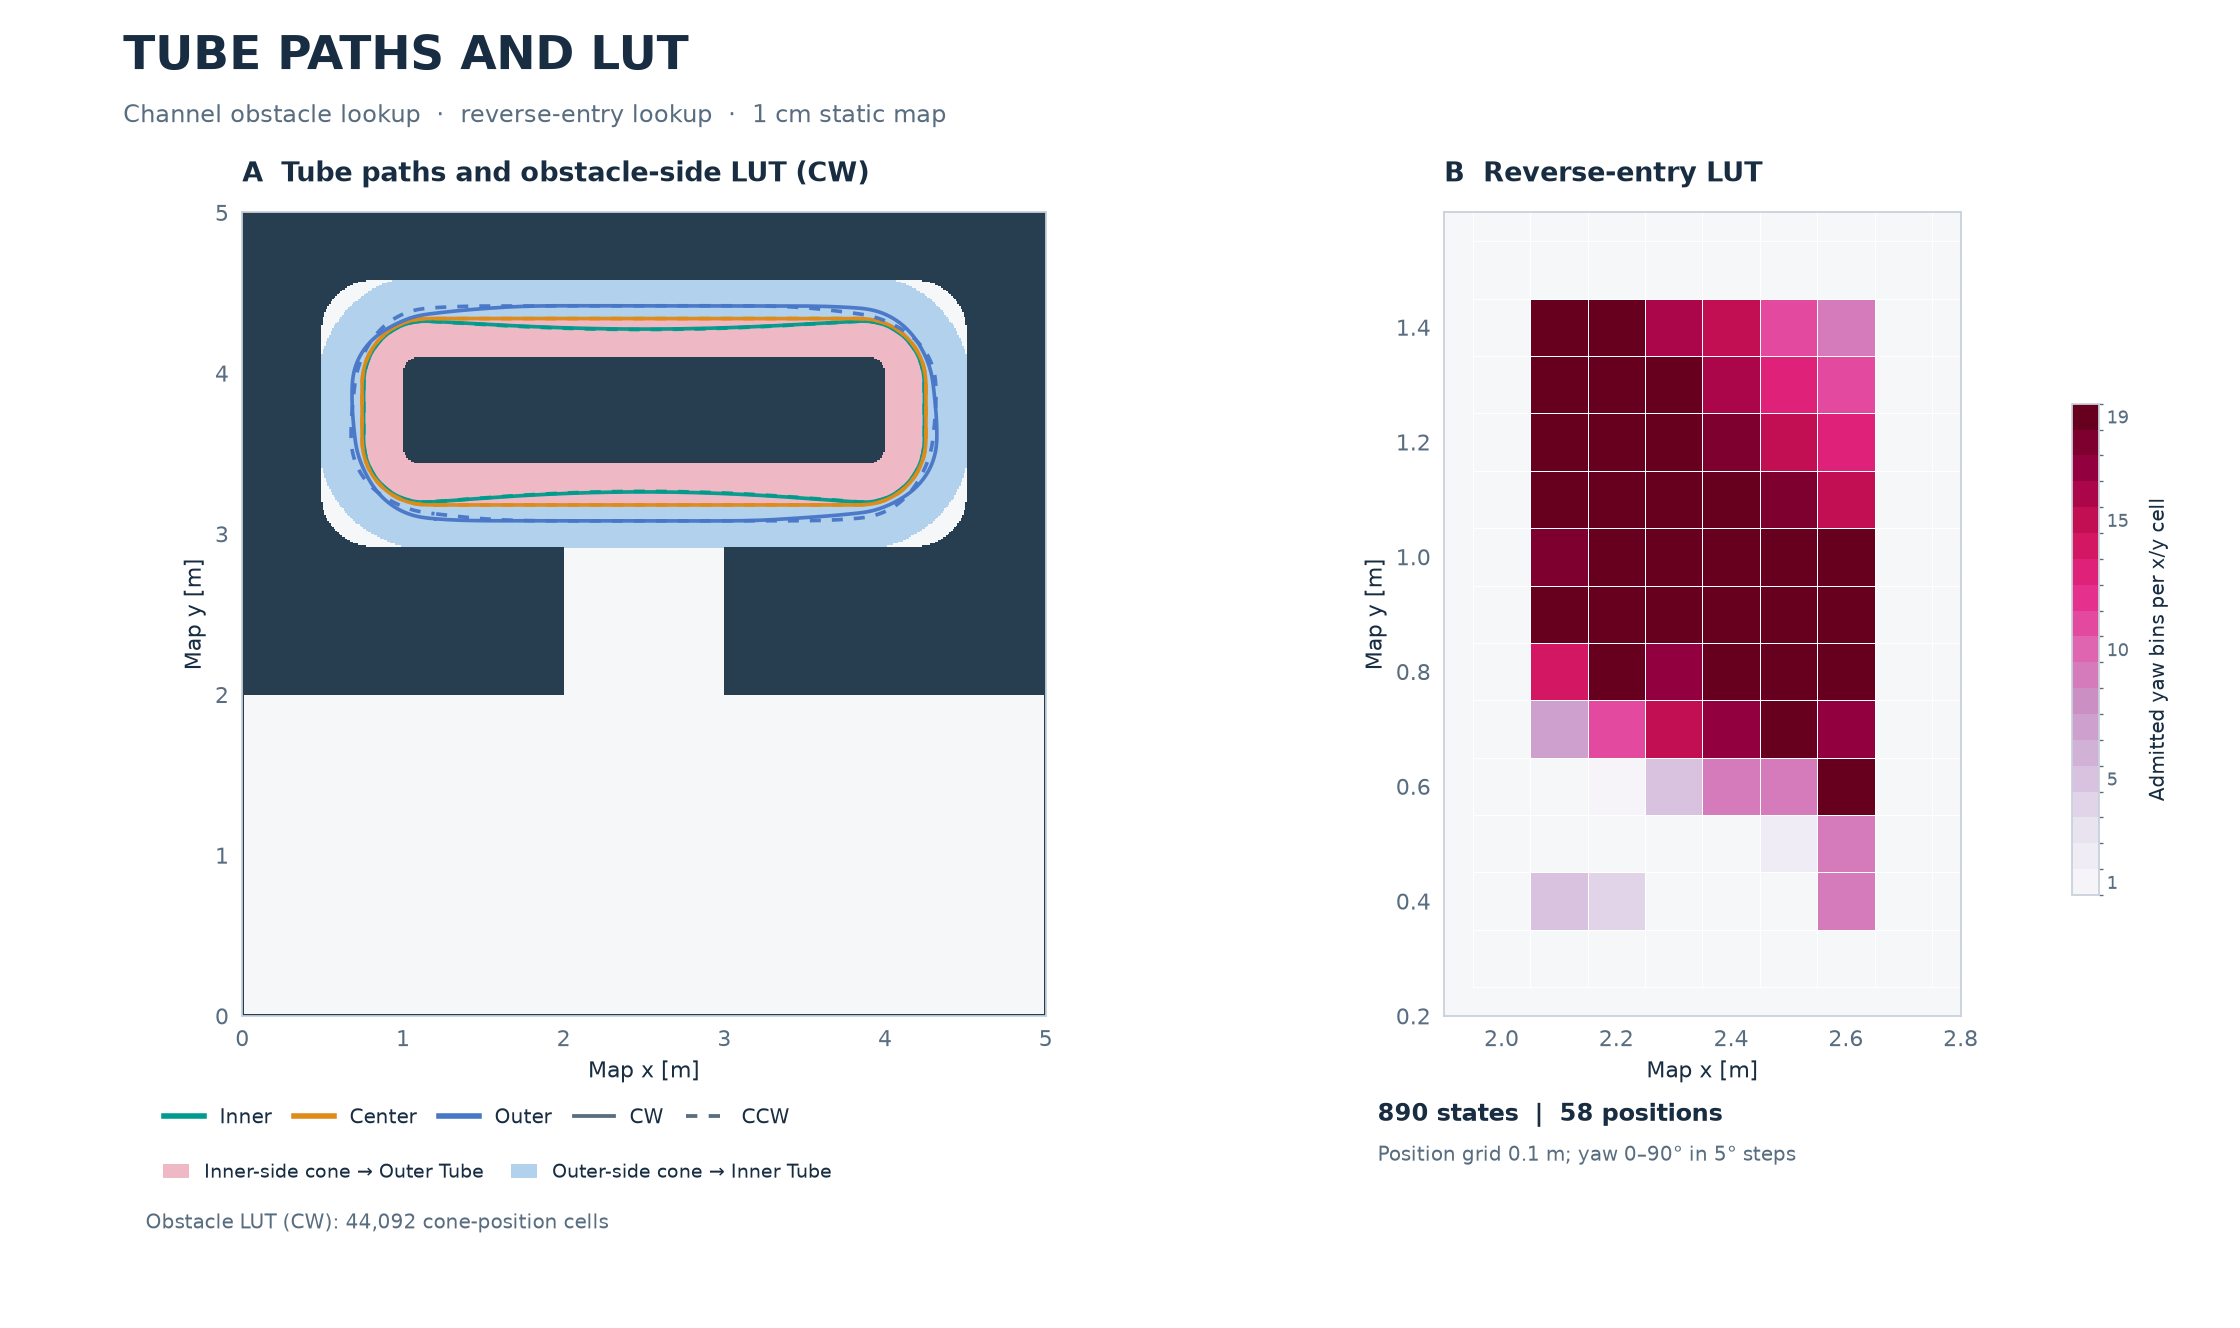 TUBE PATHS AND LUT
Channel obstacle lookup · reverse-entry lookup · 1 cm static map
A Tube paths and obstacle-side LUT (CW)
5
4
3
2
1
0
Map y [m]
0 1 2 3 4 5
Map x [m]
Inner Center Outer CW CCW
Inner-side cone → Outer Tube Outer-side cone → Inner Tube
Obstacle LUT (CW): 44,092 cone-position cells
B Reverse-entry LUT
1.4
1.2
1.0
0.8
0.6
0.4
0.2
Map y [m]
2.0 2.2 2.4 2.6 2.8
Map x [m]
890 states | 58 positions
Position grid 0.1 m; yaw 0–90° in 5° steps
19
15
10
5
1
Admitted yaw bins per x/y cell